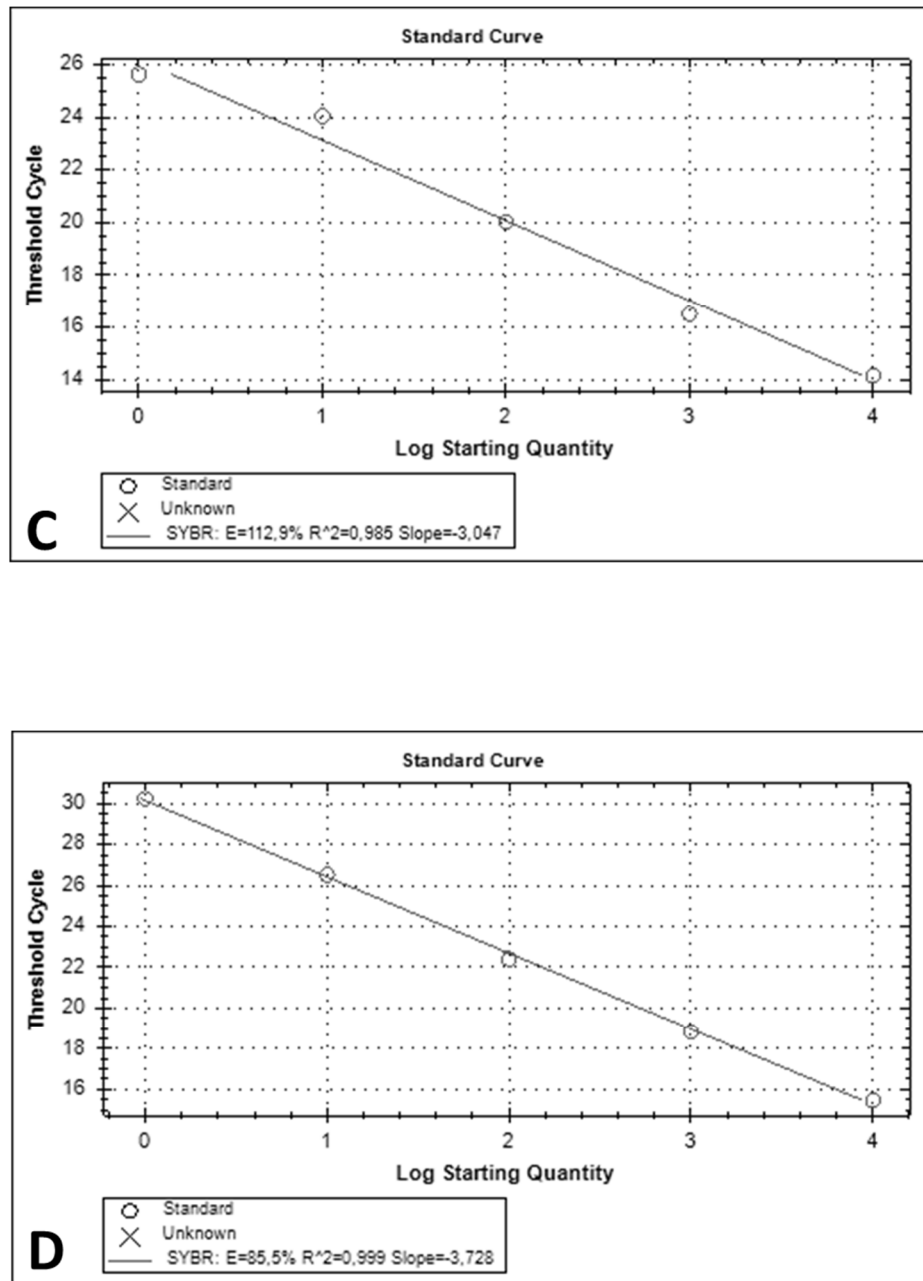 Standard Curve
26
24
22
20
18
16
14
Threshold Cycle
0 1 2 3 4
Log Starting Quantity
Standard
Unknown
SYBR: E=112,9% R^2=0,985 Slope=-3,047
C
Standard Curve
30
28
26
24
22
20
18
16
Threshold Cycle
0 1 2 3 4
Log Starting Quantity
Standard
Unknown
SYBR: E=85,5% R^2=0,999 Slope=-3,728
D